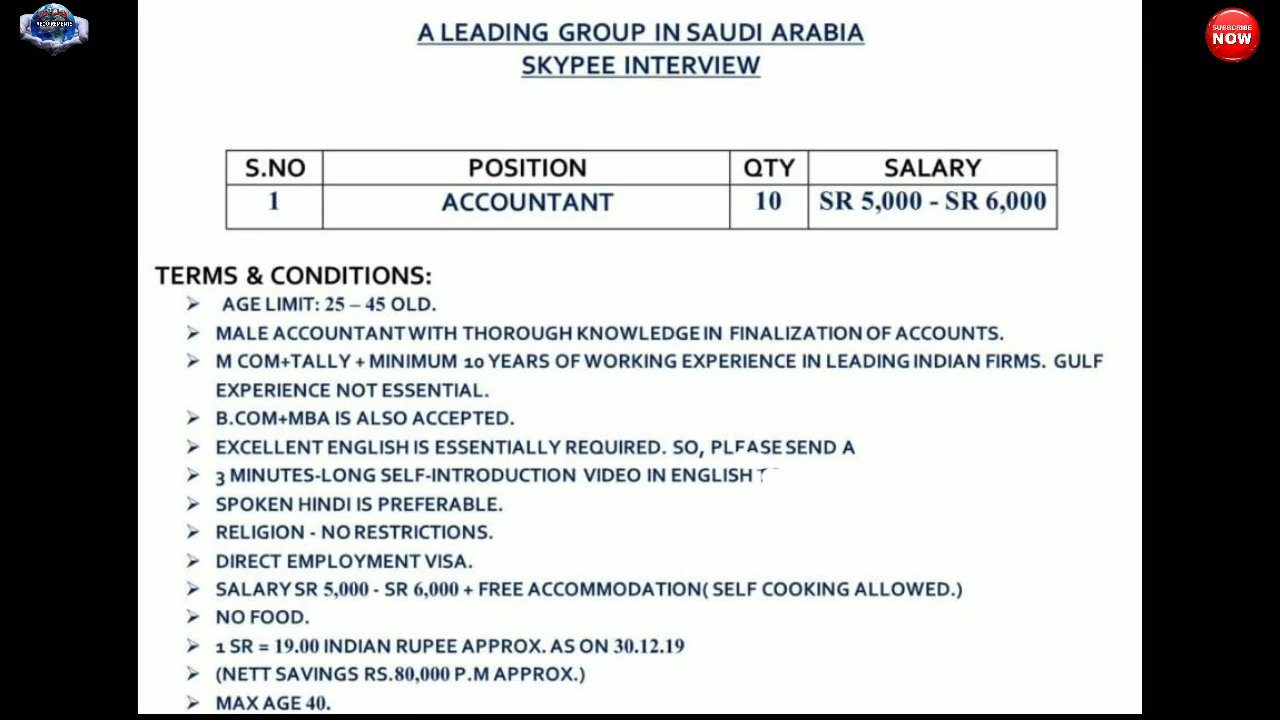 REQUIREMENTS
SUBSCRIBE
NOW
A LEADING GROUP IN SAUDI ARABIA
SKYPEE INTERVIEW
S.NO POSITION QTY SALARY
1 ACCOUNTANT 10 SR 5,000 - SR 6,000
TERMS & CONDITIONS:
➢ AGE LIMIT: 25 – 45 OLD.
➢ MALE ACCOUNTANT WITH THOROUGH KNOWLEDGE IN FINALIZATION OF ACCOUNTS.
➢ M COM+TALLY + MINIMUM 10 YEARS OF WORKING EXPERIENCE IN LEADING INDIAN FIRMS. GULF
EXPERIENCE NOT ESSENTIAL.
➢ B.COM+MBA IS ALSO ACCEPTED.
➢ EXCELLENT ENGLISH IS ESSENTIALLY REQUIRED. SO, PLEASE SEND A
➢ 3 MINUTES-LONG SELF-INTRODUCTION VIDEO IN ENGLISH
➢ SPOKEN HINDI IS PREFERABLE.
➢ RELIGION - NO RESTRICTIONS.
➢ DIRECT EMPLOYMENT VISA.
➢ SALARY SR 5,000 - SR 6,000 + FREE ACCOMMODATION( SELF COOKING ALLOWED.)
➢ NO FOOD.
➢ 1 SR = 19.00 INDIAN RUPEE APPROX. AS ON 30.12.19
➢ (NETT SAVINGS RS.80,000 P.M APPROX.)
➢ MAX AGE 40.